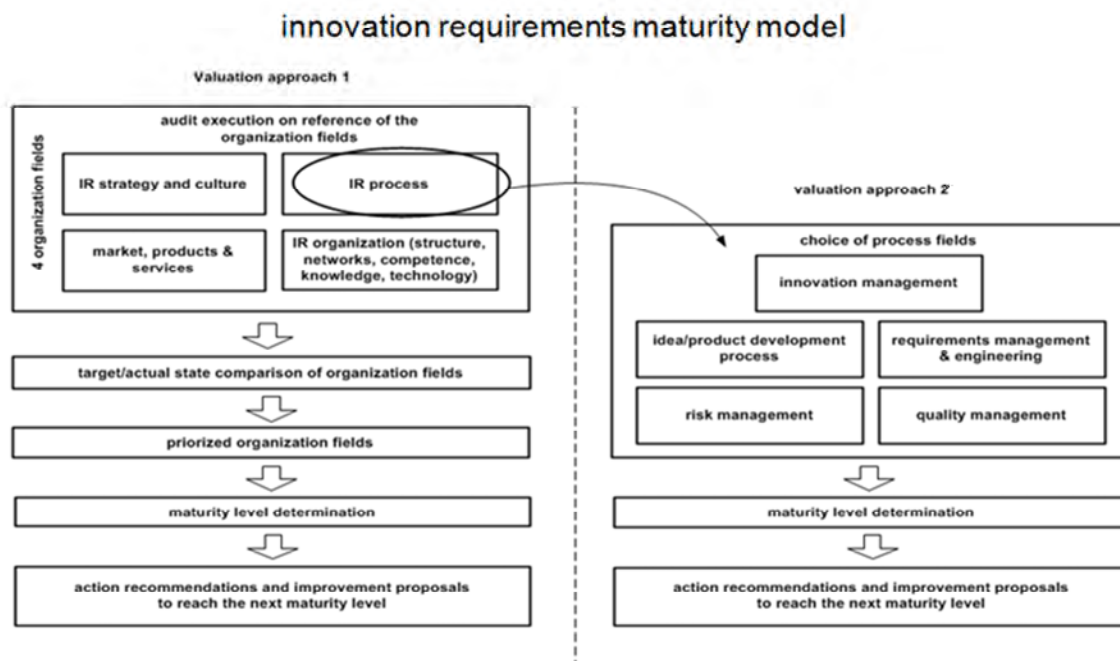 innovation requirements maturity model
Valuation approach 1
4 organization fields
audit execution on reference of the
organization fields
IR strategy and culture
IR process
market, products &
services
IR organization (structure,
networks, competence,
knowledge, technology)
target/actual state comparison of organization fields
priorized organization fields
maturity level determination
action recommendations and improvement proposals
to reach the next maturity level
valuation approach 2
choice of process fields
innovation management
idea/product development
process
requirements management
& engineering
risk management
quality management
maturity level determination
action recommendations and improvement proposals
to reach the next maturity level